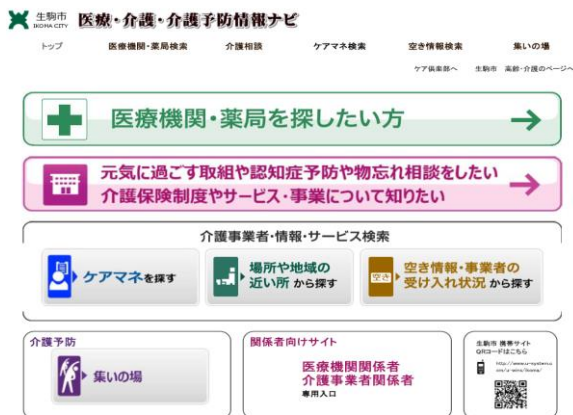 生駒市 IKOMA CITY 医療・介護・介護予防情報ナビ
トップ 医療機関・薬局検索 介護相談 ケアマネ検索 空き情報検索 集いの場
ケア倶楽部へ 生駒市 高齢・介護のページへ
医療機関・薬局を探したい方
元気に過ごす取組や認知症予防や物忘れ相談をしたい
介護保険制度やサービス・事業について知りたい
介護事業者・情報・サービス検索
ケアマネを探す
場所や地域の
近い所 から探す
空き
空き情報・事業者の
受け入れ状況 から探す
介護予防
集いの場
関係者向けサイト
医療機関関係者
介護事業者関係者
専用入口
生駒市 携帯サイト
QRコードはこちら